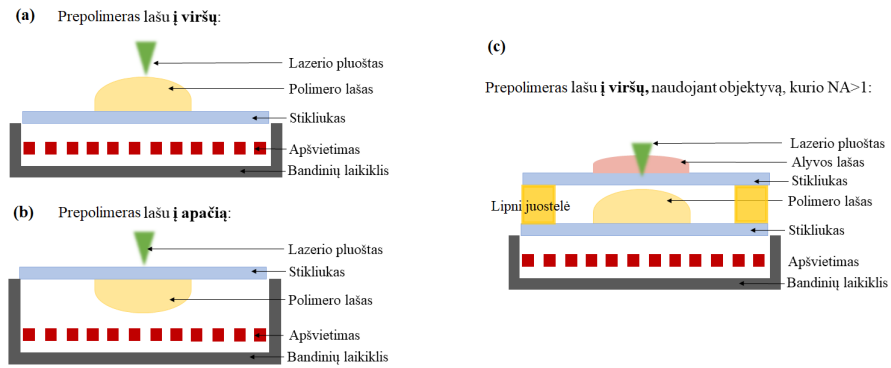 (a) Prepolimeras lašu į viršų:
Lazerio pluoštas
Polimero lašas
Stikliukas
Apšvietimas
Bandinių laikiklis
(b) Prepolimeras lašu į apačią:
Lazerio pluoštas
Stikliukas
Polimero lašas
Apšvietimas
Bandinių laikiklis
(c)
Prepolimeras lašu į viršų, naudojant objektyvą, kurio NA>1:
Lazerio pluoštas
Alyvos lašas
Stikliukas
Lipni juostelė
Polimero lašas
Stikliukas
Apšvietimas
Bandinių laikiklis